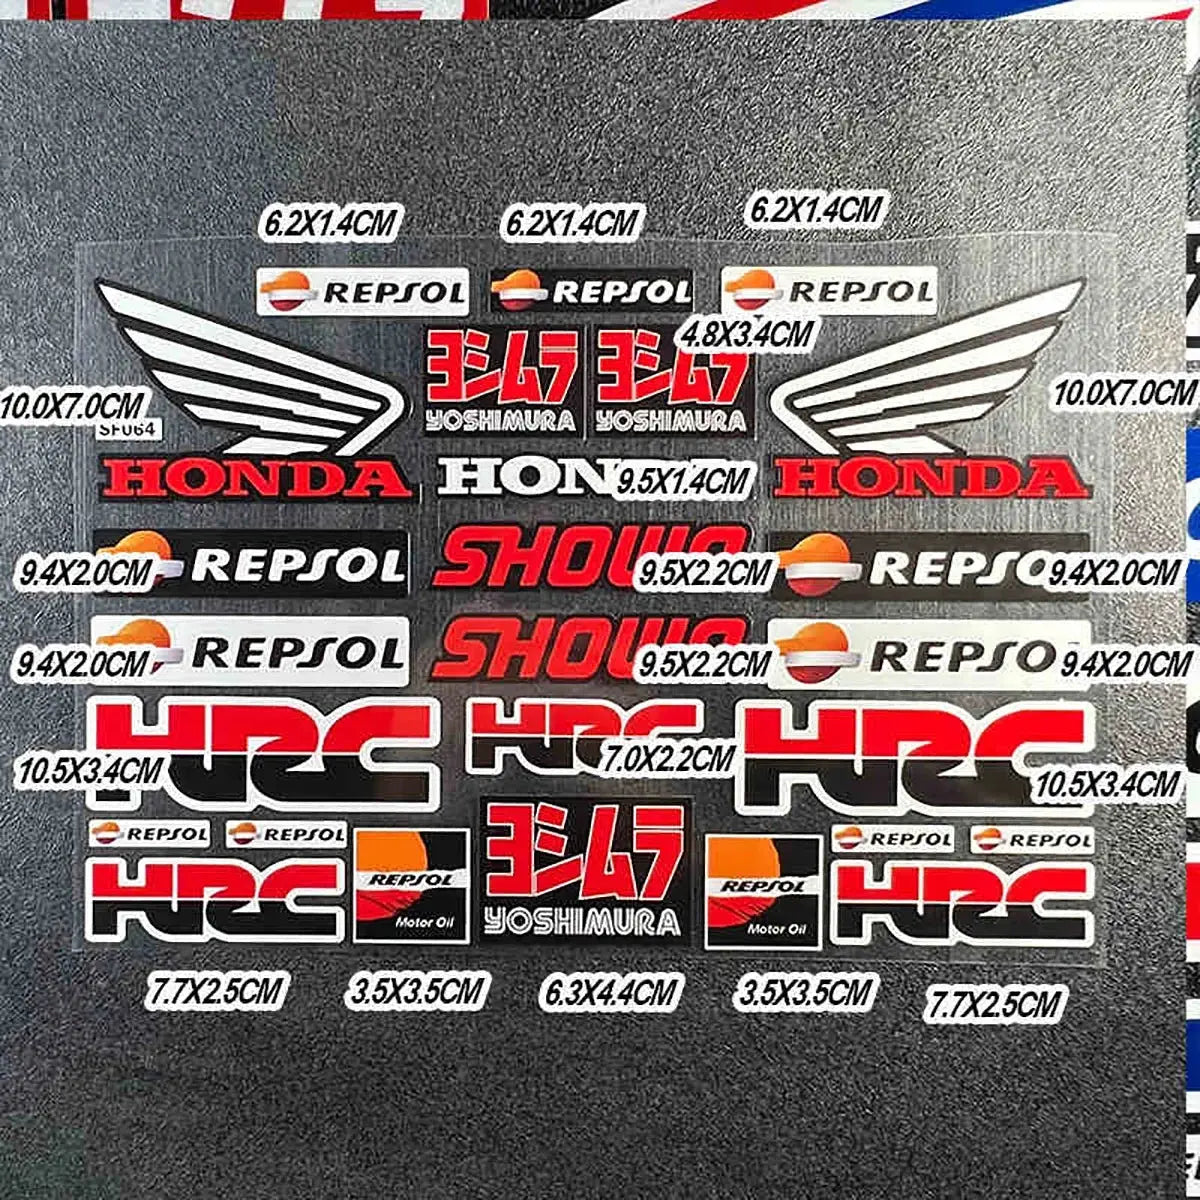 6.2X1.4CM
6.2X1.4CM
6.2X1.4CM
REPSOL
REPSOL
REPSOL
ヨシムラ
YOSHIMURA
ヨシムラ
YOSHIMURA
4.8X3.4CM
10.0X7.0CM
SF064
10.0X7.0CM
HONDA
HON
9.5X1.4CM
HONDA
9.4X2.0CM
REPSOL
SHOWA
9.5X2.2CM
REPSO
9.4X2.0CM
9.4X2.0CM
REPSOL
SHOWA
9.5X2.2CM
REPSO
9.4X2.0CM
HRC
10.5X3.4CM
HRC
7.0X2.2CM
HRC
10.5X3.4CM
REPSOL
REPSOL
HRC
REPSOL
Motor Oil
ヨシムラ
YOSHIMURA
REPSOL
Motor Oil
REPSOL
REPSOL
HRC
7.7X2.5CM
3.5X3.5CM
6.3X4.4CM
3.5X3.5CM
7.7X2.5CM